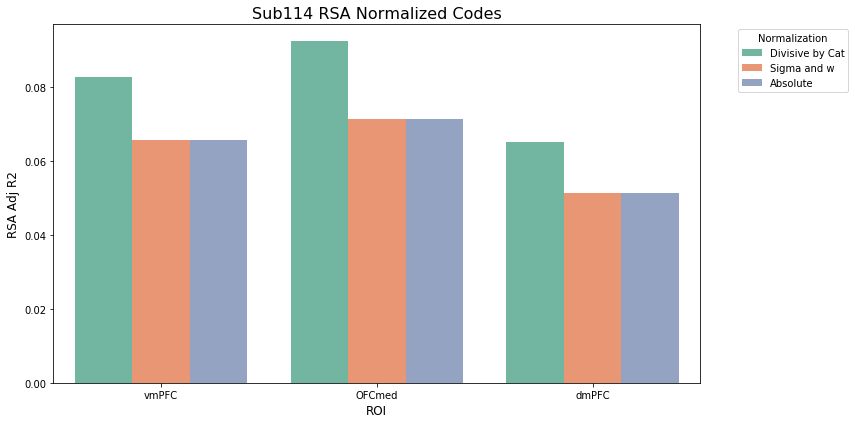 Sub114 RSA Normalized Codes
Normalization
Divisive by Cat
Sigma and w
Absolute
RSA Adj R2
0.08
0.06
0.04
0.02
0.00
vmPFC
OFCmed
dmPFC
ROI